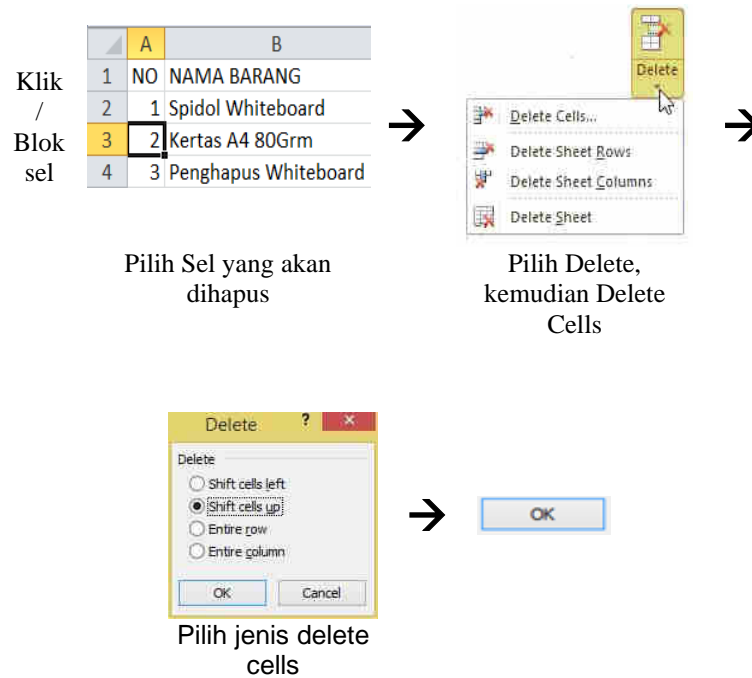 Klik
/
Blok
sel
A B
1 NO NAMA BARANG
2 1 Spidol Whiteboard
3 2 Kertas A4 80Grm
4 3 Penghapus Whiteboard
Pilih Sel yang akan
dihapus
Delete
Delete Cells...
Delete Sheet Rows
Delete Sheet Columns
Delete Sheet
Pilih Delete,
kemudian Delete
Cells
Delete ? ×
Delete
Shift cells left
Shift cells up
Entire row
Entire column
OK Cancel
Pilih jenis delete
cells
OK